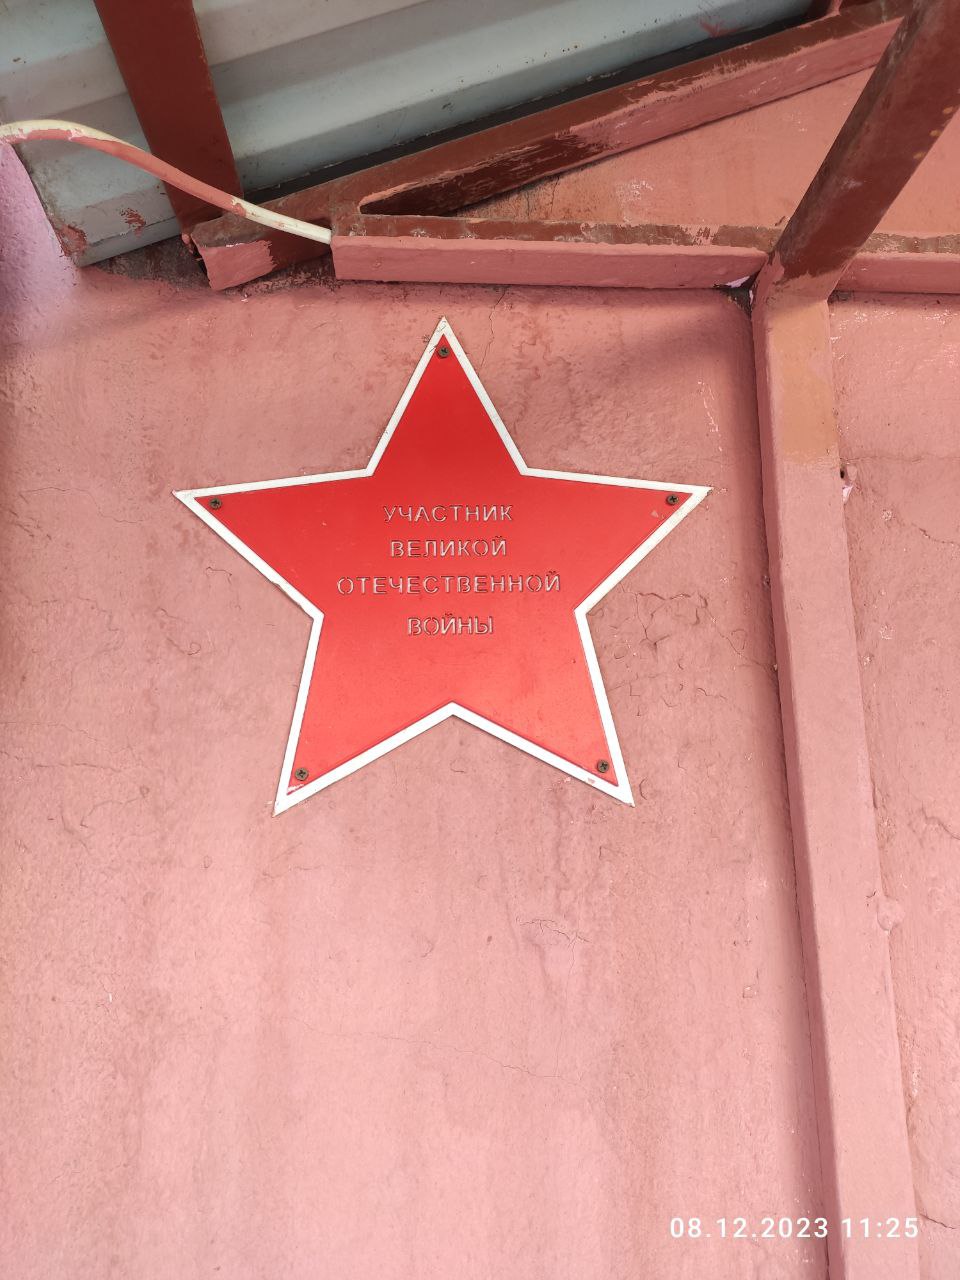 УЧАСТНИК
ВЕЛИКОЙ
ОТЕЧЕСТВЕННОЙ
ВОЙНЫ
08.12.2023 11:25